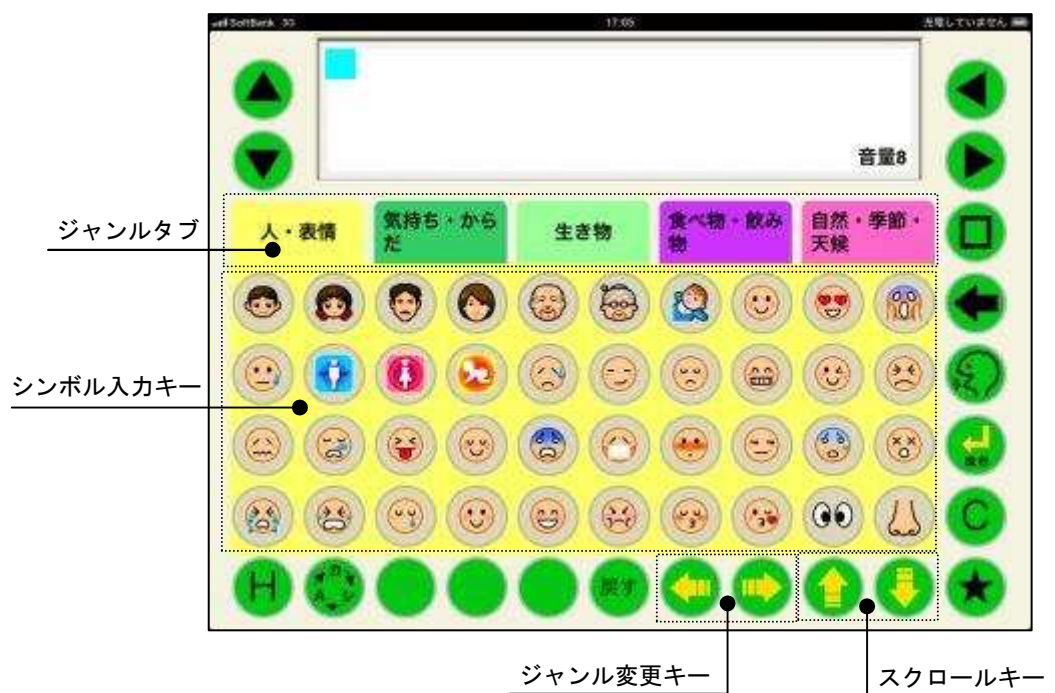 SoftBank 3G 17:05 充電していません
音量8
ジャンルタブ
人・表情
気持ち・から
だ
生き物
食べ物・飲み
物
自然・季節・
天候
シンボル入力キー
改行
C
H
戻す
ジャンル変更キー
スクロールキー